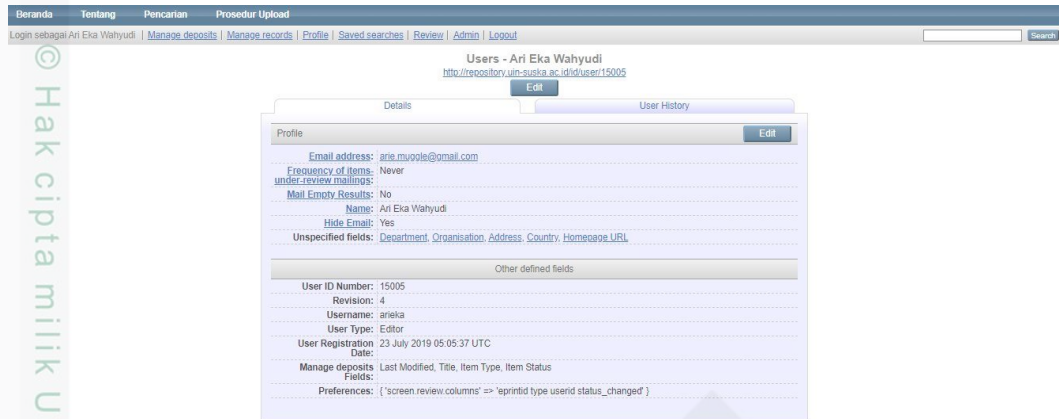 Beranda Tentang Pencarian Prosedur Upload
Login sebagai Ari Eka Wahyudi | Manage deposits | Manage records | Profile | Saved searches | Review | Admin | Logout Search
Users - Ari Eka Wahyudi
http://repository.uin-suska.ac.id/id/user/15005
Edit
Details User History
Profile Edit
Email address: arie.muggle@gmail.com
Frequency of items- Never
under-review mailings:
Mail Empty Results: No
Name: Ari Eka Wahyudi
Hide Email: Yes
Unspecified fields: Department, Organisation, Address, Country, Homepage URL
Other defined fields
User ID Number: 15005
Revision: 4
Username: arieka
User Type: Editor
User Registration 23 July 2019 05:05:37 UTC
Date:
Manage deposits Last Modified, Title, Item Type, Item Status
Fields:
Preferences: { 'screen.review.columns' => 'eprintid type userid status_changed' }
© Hak cipta milik U